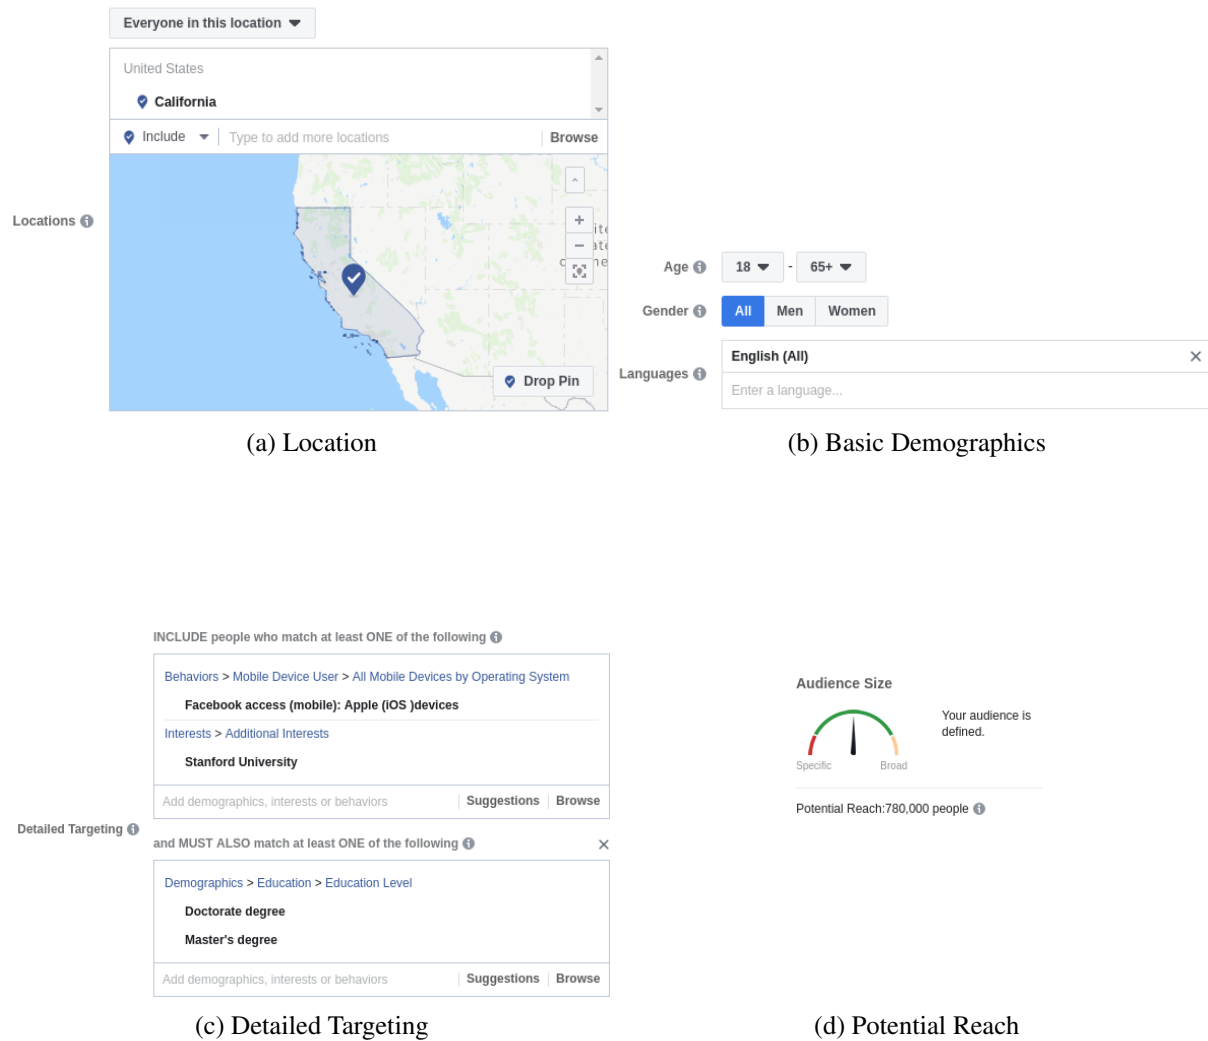 Everyone in this location
United States
California
Include Type to add more locations Browse
Locations
Drop Pin
(a) Location
Age 18 - 65+
Gender All Men Women
Languages English (All)
Enter a language...
(b) Basic Demographics
INCLUDE people who match at least ONE of the following
Behaviors > Mobile Device User > All Mobile Devices by Operating System
Facebook access (mobile): Apple (iOS )devices
Interests > Additional Interests
Stanford University
Add demographics, interests or behaviors Suggestions Browse
Detailed Targeting
and MUST ALSO match at least ONE of the following
Demographics > Education > Education Level
Doctorate degree
Master's degree
Add demographics, interests or behaviors Suggestions Browse
(c) Detailed Targeting
Audience Size
Your audience is
defined.
Specific Broad
Potential Reach:780,000 people
(d) Potential Reach